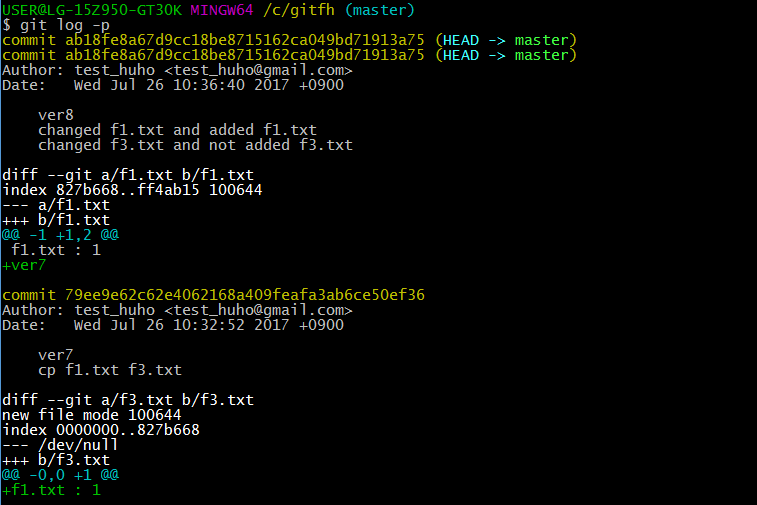 USER@LG-15Z950-GT30K MINGW64 /c/gitfh (master)
$ git log -p
commit ab18fe8a67d9cc18be8715162ca049bd71913a75 (HEAD -> master)
commit ab18fe8a67d9cc18be8715162ca049bd71913a75 (HEAD -> master)
Author: test_huho <test_huho@gmail.com>
Date:   Wed Jul 26 10:36:40 2017 +0900

    ver8
    changed f1.txt and added f1.txt
    changed f3.txt and not added f3.txt

diff --git a/f1.txt b/f1.txt
index 827b668..ff4ab15 100644
--- a/f1.txt
+++ b/f1.txt
@@ -1 +1,2 @@
 f1.txt : 1
+ver7

commit 79ee9e62c62e4062168a409feafa3ab6ce50ef36
Author: test_huho <test_huho@gmail.com>
Date:   Wed Jul 26 10:32:52 2017 +0900

    ver7
    cp f1.txt f3.txt

diff --git a/f3.txt b/f3.txt
new file mode 100644
index 0000000..827b668
--- /dev/null
+++ b/f3.txt
@@ -0,0 +1 @@
+f1.txt : 1